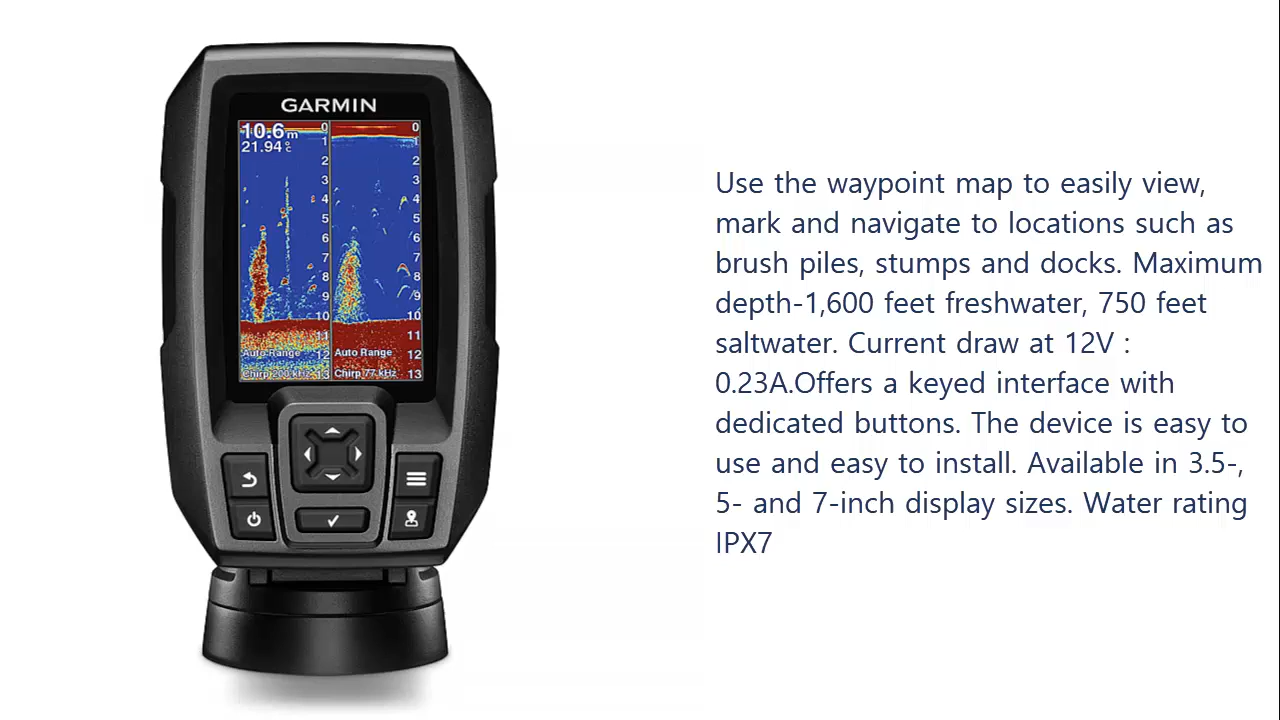 GARMIN
10.6 m
21.94 °C
0
1
2
3
4
5
6
7
8
9
10
11
12
13
Auto Range
Chirp 200 kHz
0
1
2
3
4
5
6
7
8
9
10
11
12
13
Auto Range
Chirp 77 kHz
Use the waypoint map to easily view,
mark and navigate to locations such as
brush piles, stumps and docks. Maximum
depth-1,600 feet freshwater, 750 feet
saltwater. Current draw at 12V :
0.23A.Offers a keyed interface with
dedicated buttons. The device is easy to
use and easy to install. Available in 3.5-,
5- and 7-inch display sizes. Water rating
IPX7